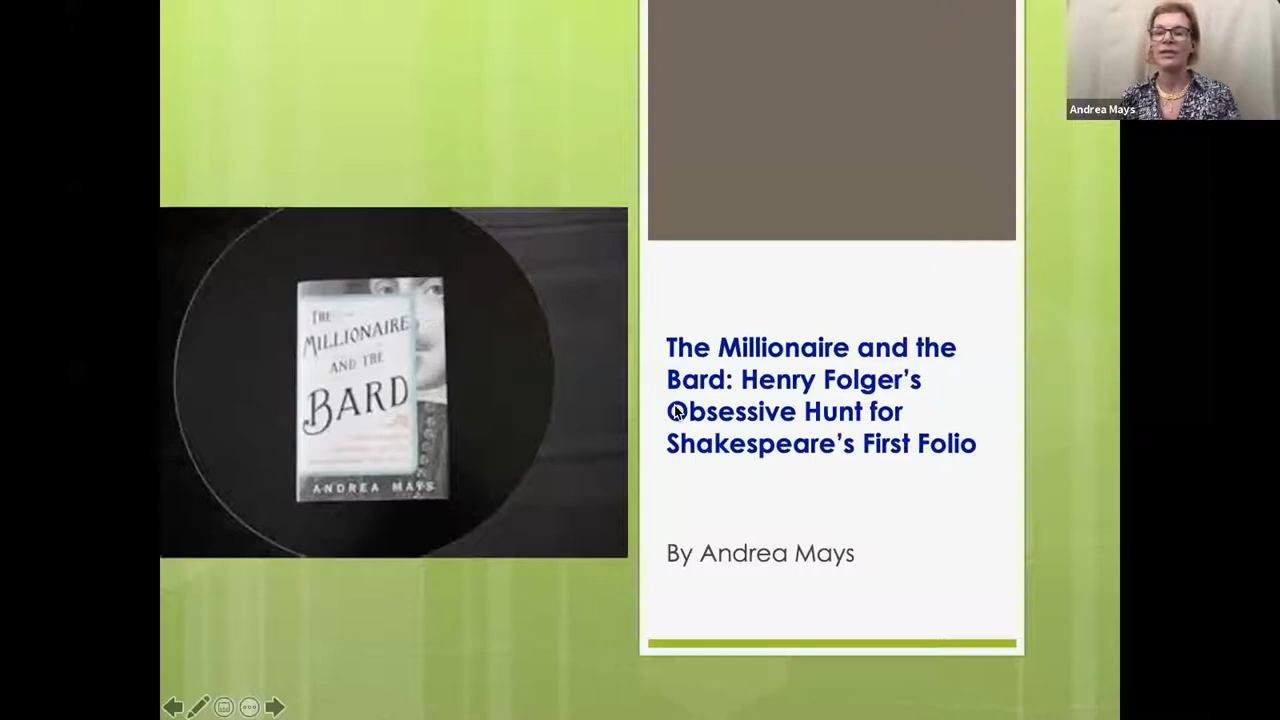 Andrea Mays
THE
MILLIONAIRE
AND THE
BARD
ANDREA MAYS
The Millionaire and the
Bard: Henry Folger's
Obsessive Hunt for
Shakespeare's First Folio
By Andrea Mays